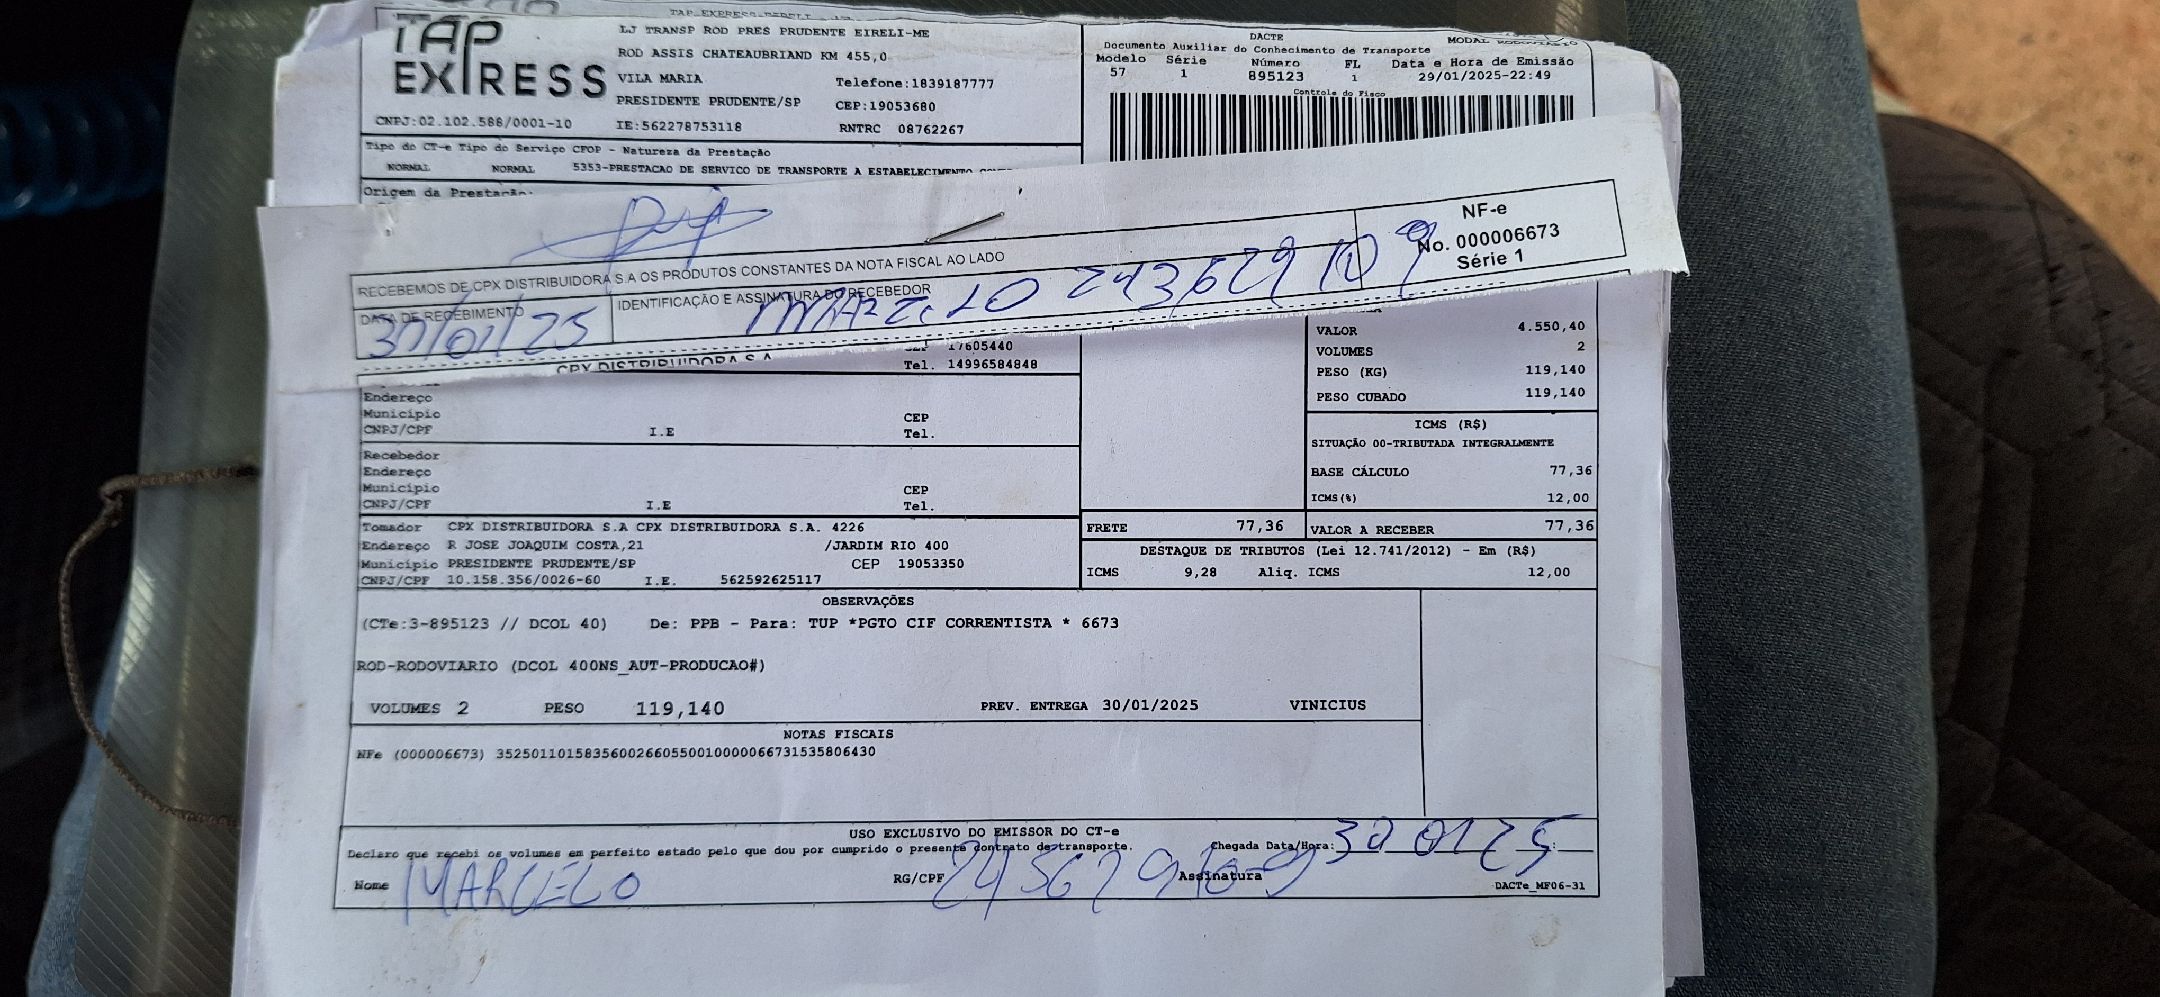 TAP EXPRESS
LJ TRANSP ROD PRES PRUDENTE EIRELI-ME
ROD ASSIS CHATEAUBRIAND KM 455,0
VILA MARIA Telefone:1839187777
PRESIDENTE PRUDENTE/SP CEP:19053680
CNPJ:02.102.588/0001-10 IE:562278753118 RNTRC 08762267
DACTE
Documento Auxiliar do Conhecimento de Transporte
MODAL RODOVIARIO
Modelo Série Número FL Data e Hora de Emissão
57 1 895123 1 29/01/2025-22:49
Controle do Fisco
Tipo do CT-e Tipo do Serviço CFOP - Natureza da Prestação
NORMAL NORMAL 5353-PRESTACAO DE SERVICO DE TRANSPORTE A ESTABELECIMENTO
Origem da Prestação:
RECEBEMOS DE CPX DISTRIBUIDORA S.A OS PRODUTOS CONSTANTES DA NOTA FISCAL AO LADO
DATA DE RECEBIMENTO IDENTIFICAÇÃO E ASSINATURA DO RECEBEDOR
NF-e
No. 000006673
Série 1
CPX DISTRIBUIDORA S.A
CEP 17605440
Tel. 14996584848
Endereço
Município CEP
CNPJ/CPF I.E Tel.
Recebedor
Endereço
Município CEP
CNPJ/CPF I.E Tel.
VALOR 4.550,40
VOLUMES 2
PESO (KG) 119,140
PESO CUBADO 119,140
ICMS (R$)
SITUAÇÃO 00-TRIBUTADA INTEGRALMENTE
BASE CÁLCULO 77,36
ICMS(%) 12,00
Tomador CPX DISTRIBUIDORA S.A CPX DISTRIBUIDORA S.A. 4226
Endereço R JOSE JOAQUIM COSTA,21 /JARDIM RIO 400
Município PRESIDENTE PRUDENTE/SP CEP 19053350
CNPJ/CPF 10.158.356/0026-60 I.E. 562592625117
FRETE 77,36 VALOR A RECEBER 77,36
DESTAQUE DE TRIBUTOS (Lei 12.741/2012) - Em (R$)
ICMS 9,28 Aliq. ICMS 12,00
OBSERVAÇÕES
(CTe:3-895123 // DCOL 40) De: PPB - Para: TUP *PGTO CIF CORRENTISTA * 6673
ROD-RODOVIARIO (DCOL 400NS_AUT-PRODUCAO#)
VOLUMES 2 PESO 119,140 PREV. ENTREGA 30/01/2025 VINICIUS
NOTAS FISCAIS
NFe (000006673) 35250110158356002660550010000066731535806430
USO EXCLUSIVO DO EMISSOR DO CT-e
Declaro que recebi os volumes em perfeito estado pelo que dou por cumprido o presente contrato de transporte. Chegada Data/Hora: 30 01 25
Nome MARCELO RG/CPF Assinatura
DACTe_MF06-31